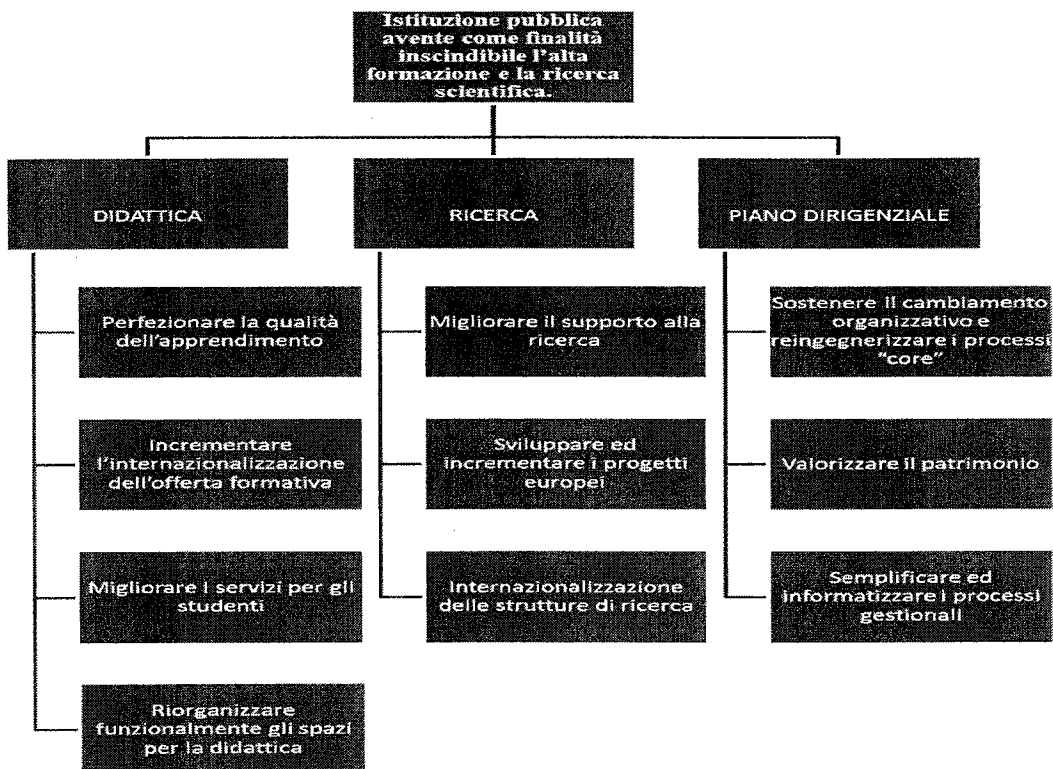 Istituzione pubblica
avente come finalità
inscindibile l'alta
formazione e la ricerca
scientifica.
DIDATTICA
Perfezionare la qualità
dell'apprendimento
Incrementare
l'internazionalizzazione
dell'offerta formativa
Migliorare i servizi per gli
studenti
Riorganizzare
funzionalmente gli spazi
per la didattica
RICERCA
Migliorare il supporto alla
ricerca
Sviluppare ed
incrementare i progetti
europei
Internazionalizzazione
delle strutture di ricerca
PIANO DIRIGENZIALE
Sostenere il cambiamento
organizzativo e
reingegnerizzare i processi
"core"
Valorizzare il patrimonio
Semplificare ed
informatizzare i processi
gestionali